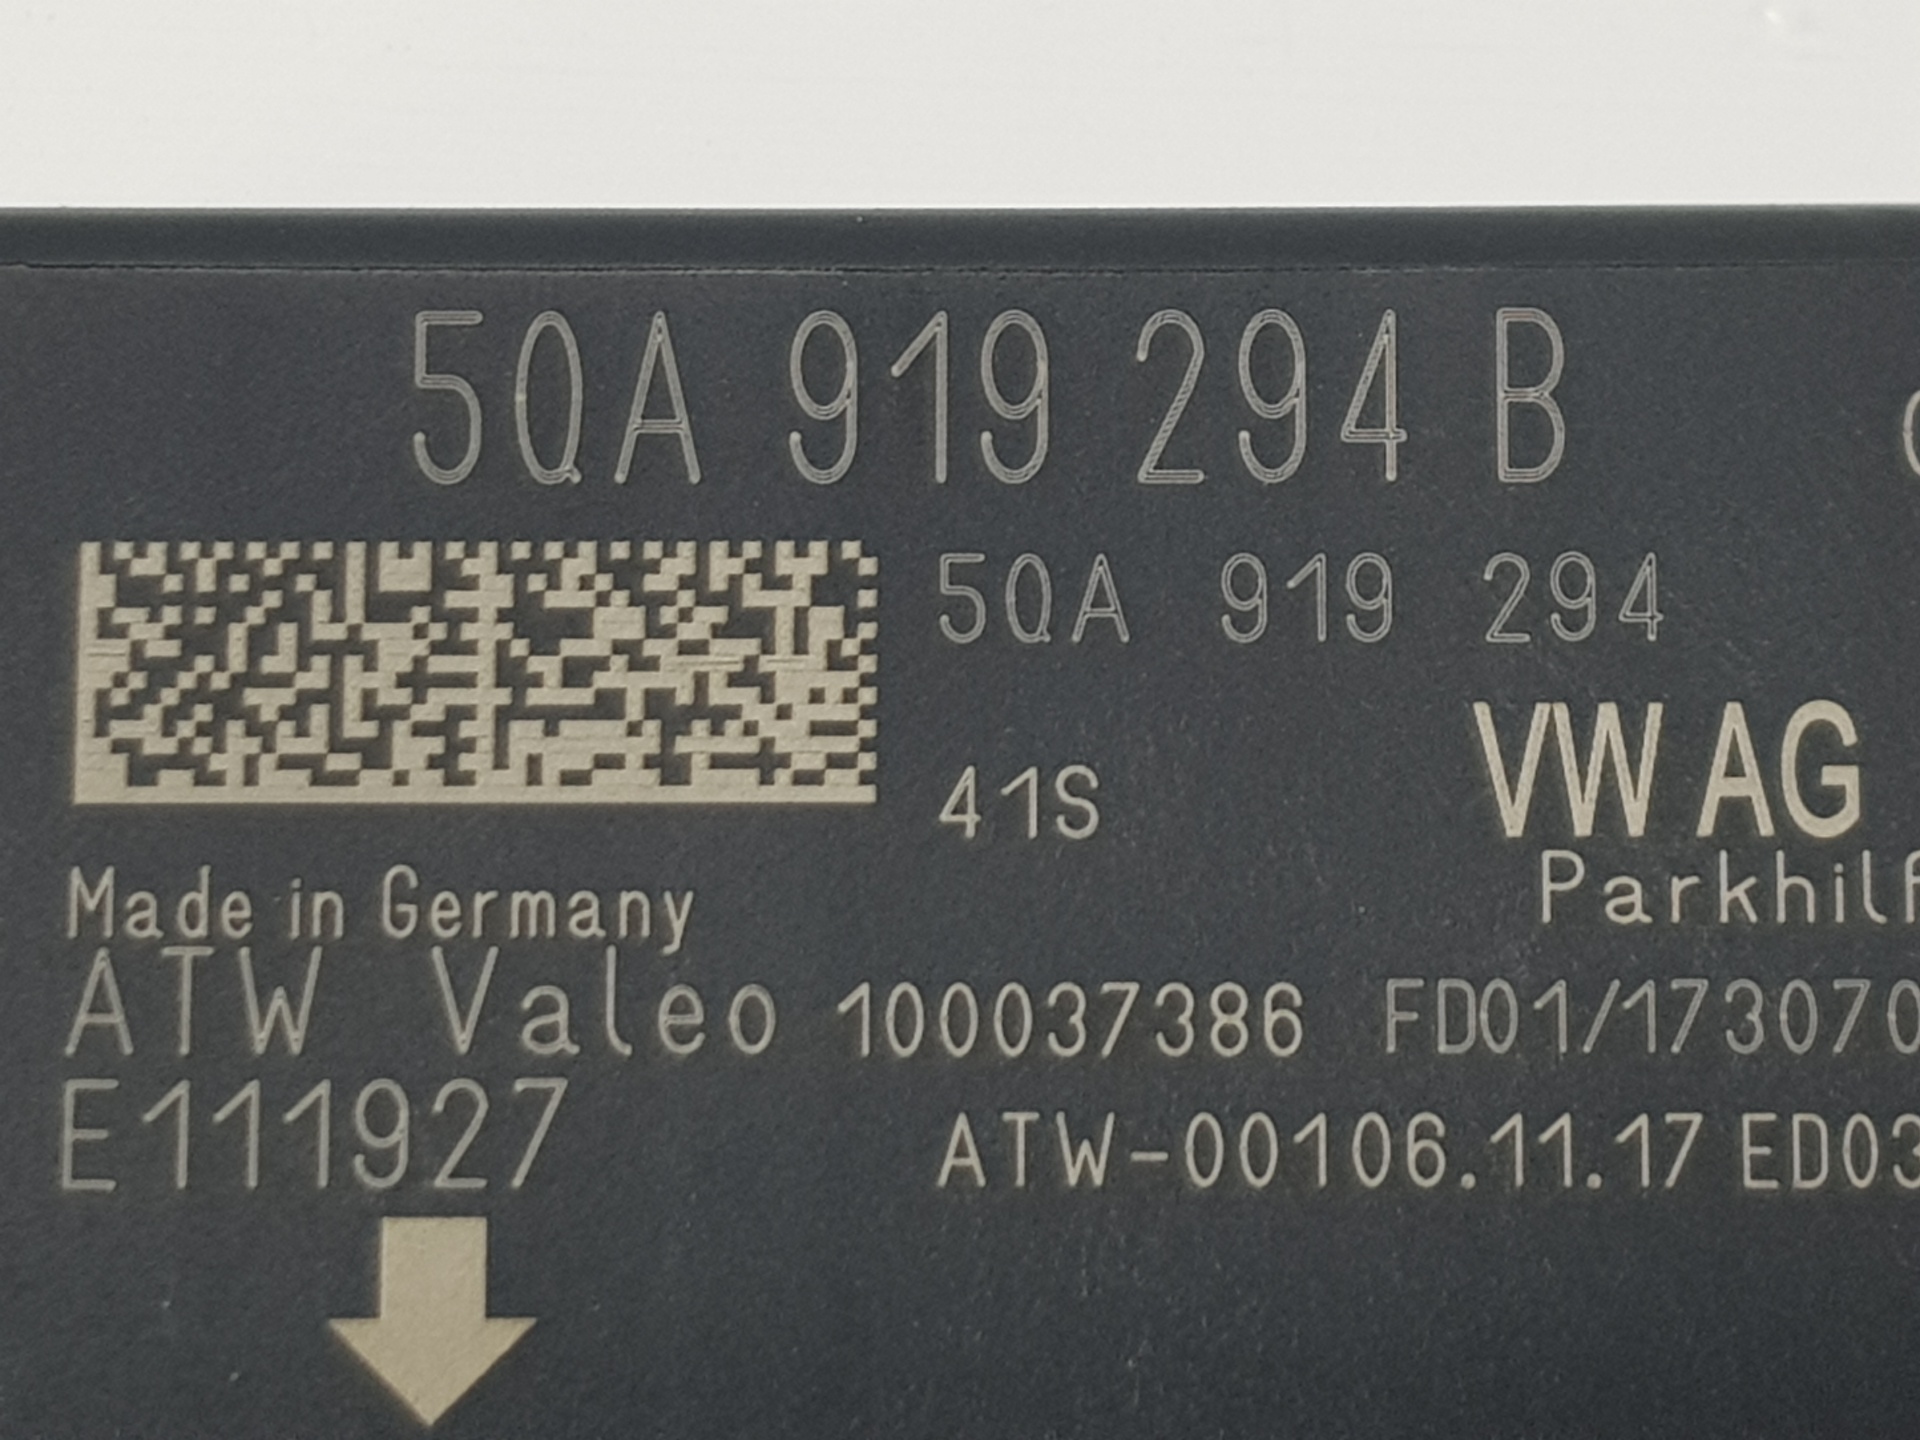 5QA 919 294 B
5QA 919 294
41S
VW AG
Parkhilf
Made in Germany
ATW Valeo 100037386 FD01/173070
E111927
ATW-00106.11.17 ED03